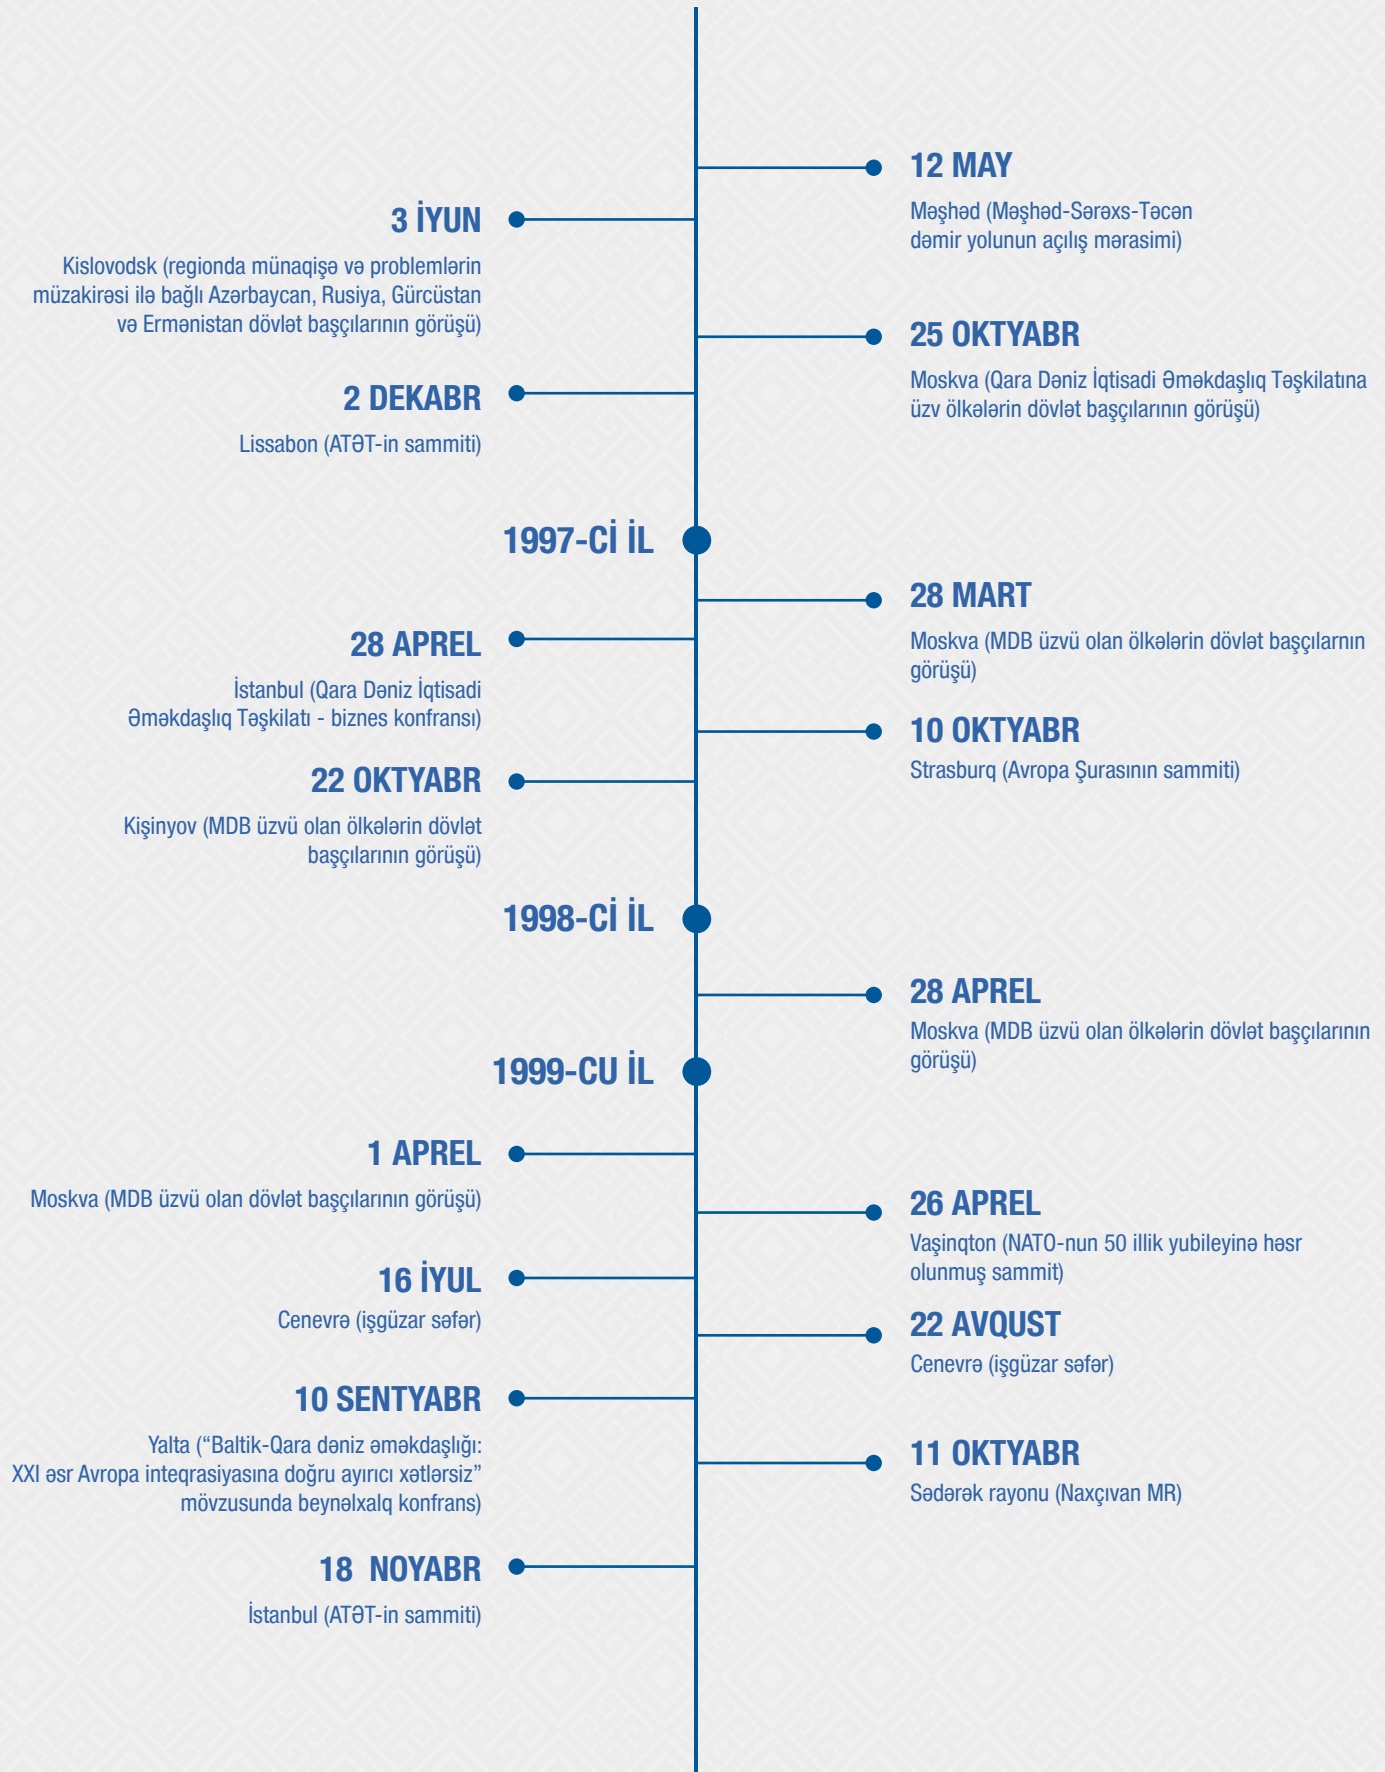 12 MAY
Məşhəd (Məşhəd-Sərəxs-Təcən
dəmir yolunun açılış mərasimi)
3 İYUN
Kislovodsk (regionda münaqişə və problemlərin
müzakirəsi ilə bağlı Azərbaycan, Rusiya, Gürcüstan
və Ermənistan dövlət başçılarının görüşü)
25 OKTYABR
Moskva (Qara Dəniz İqtisadi Əməkdaşlıq Təşkilatına
üzv ölkələrin dövlət başçılarının görüşü)
2 DEKABR
Lissabon (ATƏT-in sammiti)
1997-Cİ İL
28 MART
Moskva (MDB üzvü olan ölkələrin dövlət başçılarnın
görüşü)
28 APREL
İstanbul (Qara Dəniz İqtisadi
Əməkdaşlıq Təşkilatı - biznes konfransı)
10 OKTYABR
Strasburq (Avropa Şurasının sammiti)
22 OKTYABR
Kişinyov (MDB üzvü olan ölkələrin dövlət
başçılarının görüşü)
1998-Cİ İL
28 APREL
Moskva (MDB üzvü olan ölkələrin dövlət başçılarının
görüşü)
1999-CU İL
1 APREL
Moskva (MDB üzvü olan dövlət başçılarının görüşü)
26 APREL
Vaşinqton (NATO-nun 50 illik yubileyinə həsr
olunmuş sammit)
16 İYUL
Cenevrə (işgüzar səfər)
22 AVQUST
Cenevrə (işgüzar səfər)
10 SENTYABR
Yalta (“Baltik-Qara dəniz əməkdaşlığı:
XXI əsr Avropa inteqrasiyasına doğru ayırıcı xətlərsiz”
mövzusunda beynəlxalq konfrans)
11 OKTYABR
Sədərək rayonu (Naxçıvan MR)
18 NOYABR
İstanbul (ATƏT-in sammiti)